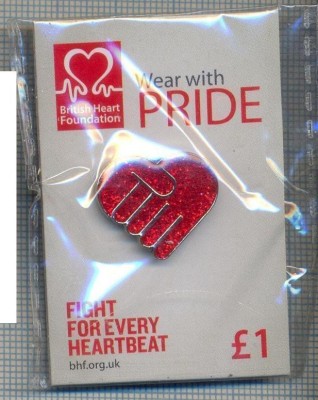 British Heart
Foundation
Wear with
PRIDE
FIGHT
FOR EVERY
HEARTBEAT
bhf.org.uk
£1